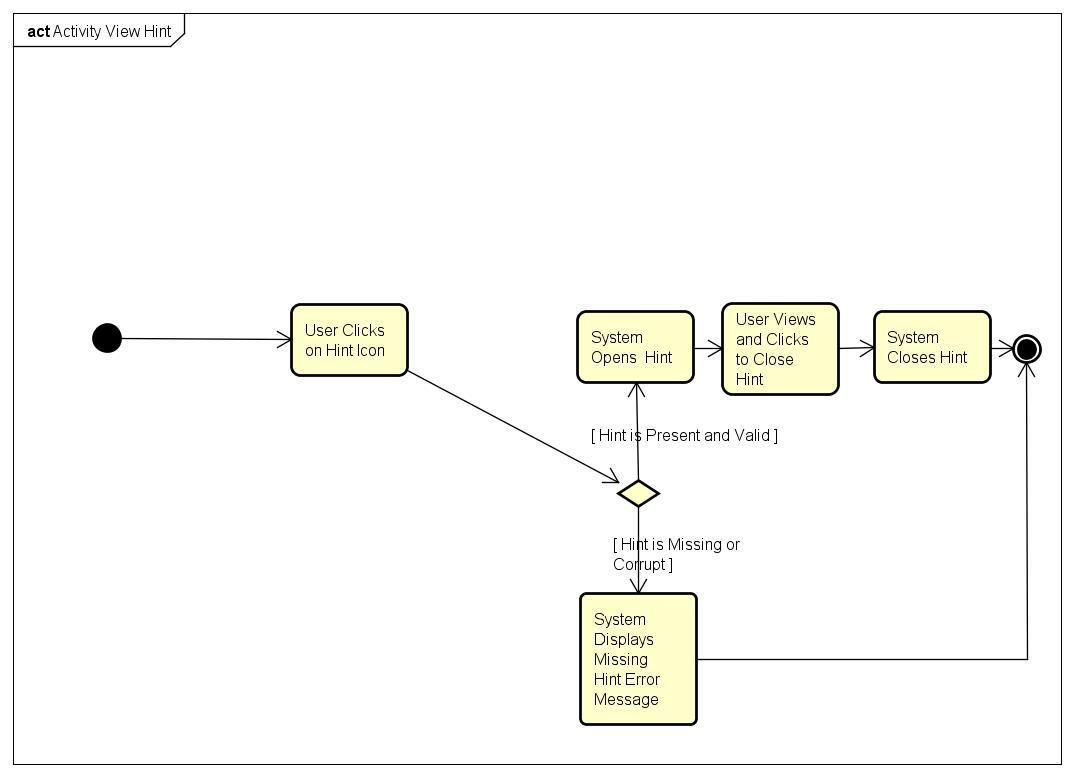 act Activity View Hint
User Clicks
on Hint Icon
System
Opens Hint
User Views
and Clicks
to Close
Hint
System
Closes Hint
[ Hint is Present and Valid ]
[ Hint is Missing or
Corrupt ]
System
Displays
Missing
Hint Error
Message